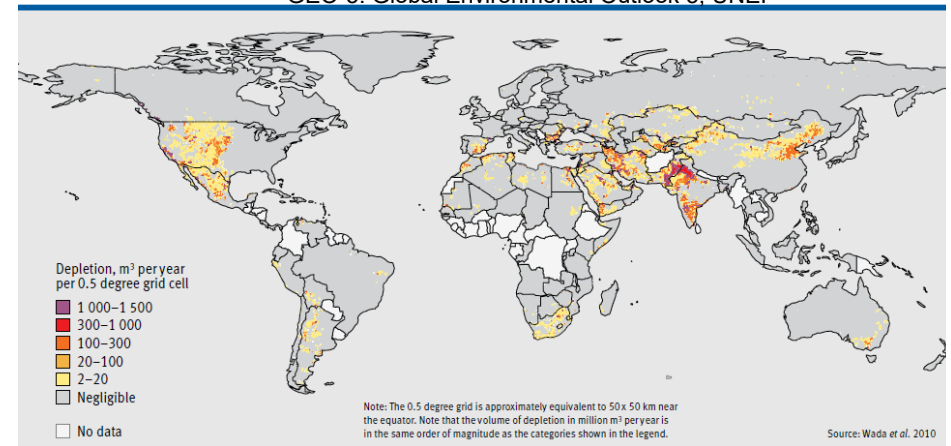 Depletion, m³ per year
per 0.5 degree grid cell
1 000–1 500
300–1 000
100–300
20–100
2–20
Negligible
No data
Note: The 0.5 degree grid is approximately equivalent to 50 x 50 km near
the equator. Note that the volume of depletion in million m³ per year is
in the same order of magnitude as the categories shown in the legend.
Source: Wada et al. 2010